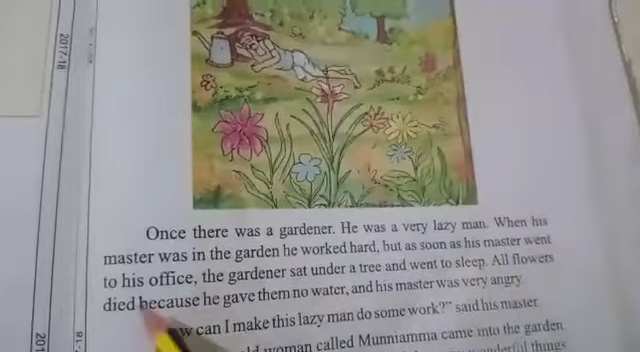 2017-18
Once there was a gardener. He was a very lazy man. When his
master was in the garden he worked hard, but as soon as his master went
to his office, the gardener sat under a tree and went to sleep. All flowers
died because he gave them no water, and his master was very angry
can I make this lazy man do some work?" said his master
woman called Munniamma came into the garden
wonderful things
201
-18